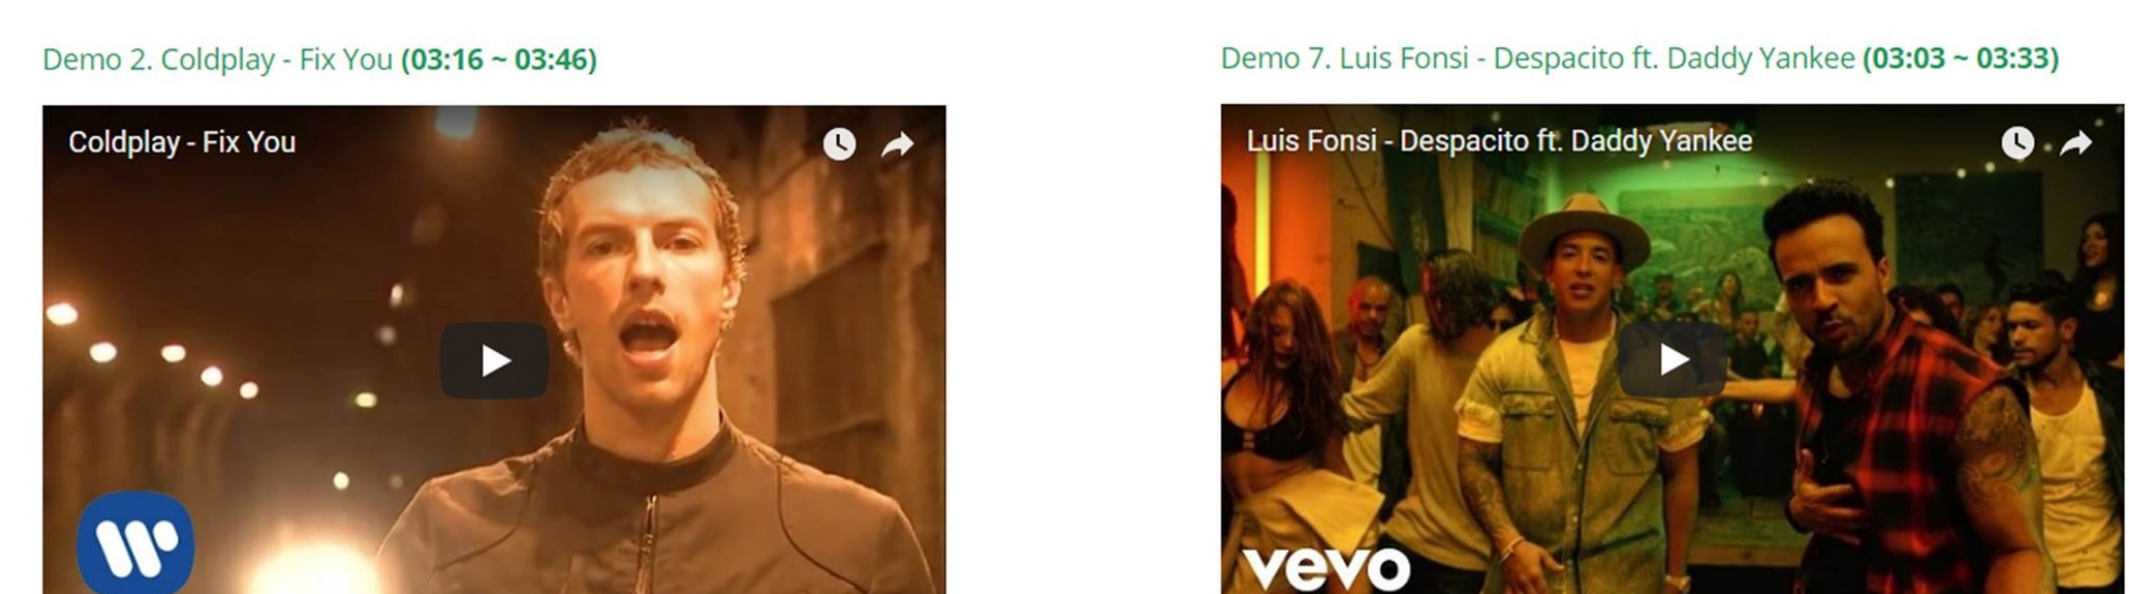 Demo 2. Coldplay - Fix You (03:16 ~ 03:46)
Coldplay - Fix You
Demo 7. Luis Fonsi - Despacito ft. Daddy Yankee (03:03 ~ 03:33)
Luis Fonsi - Despacito ft. Daddy Yankee
vevo